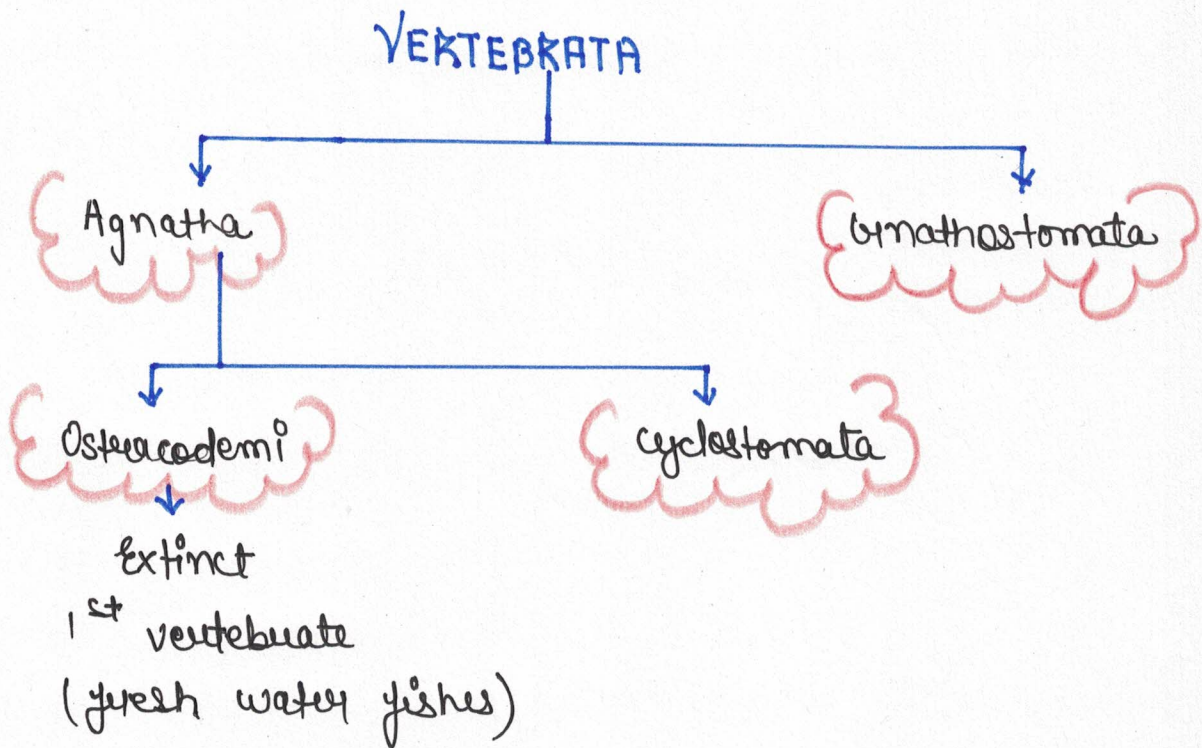 VERTEBRATA
Agnatha
Gnathostomata
Ostracodemi
Cyclostomata
Extinct
1st vertebrate
(fresh water fishes)